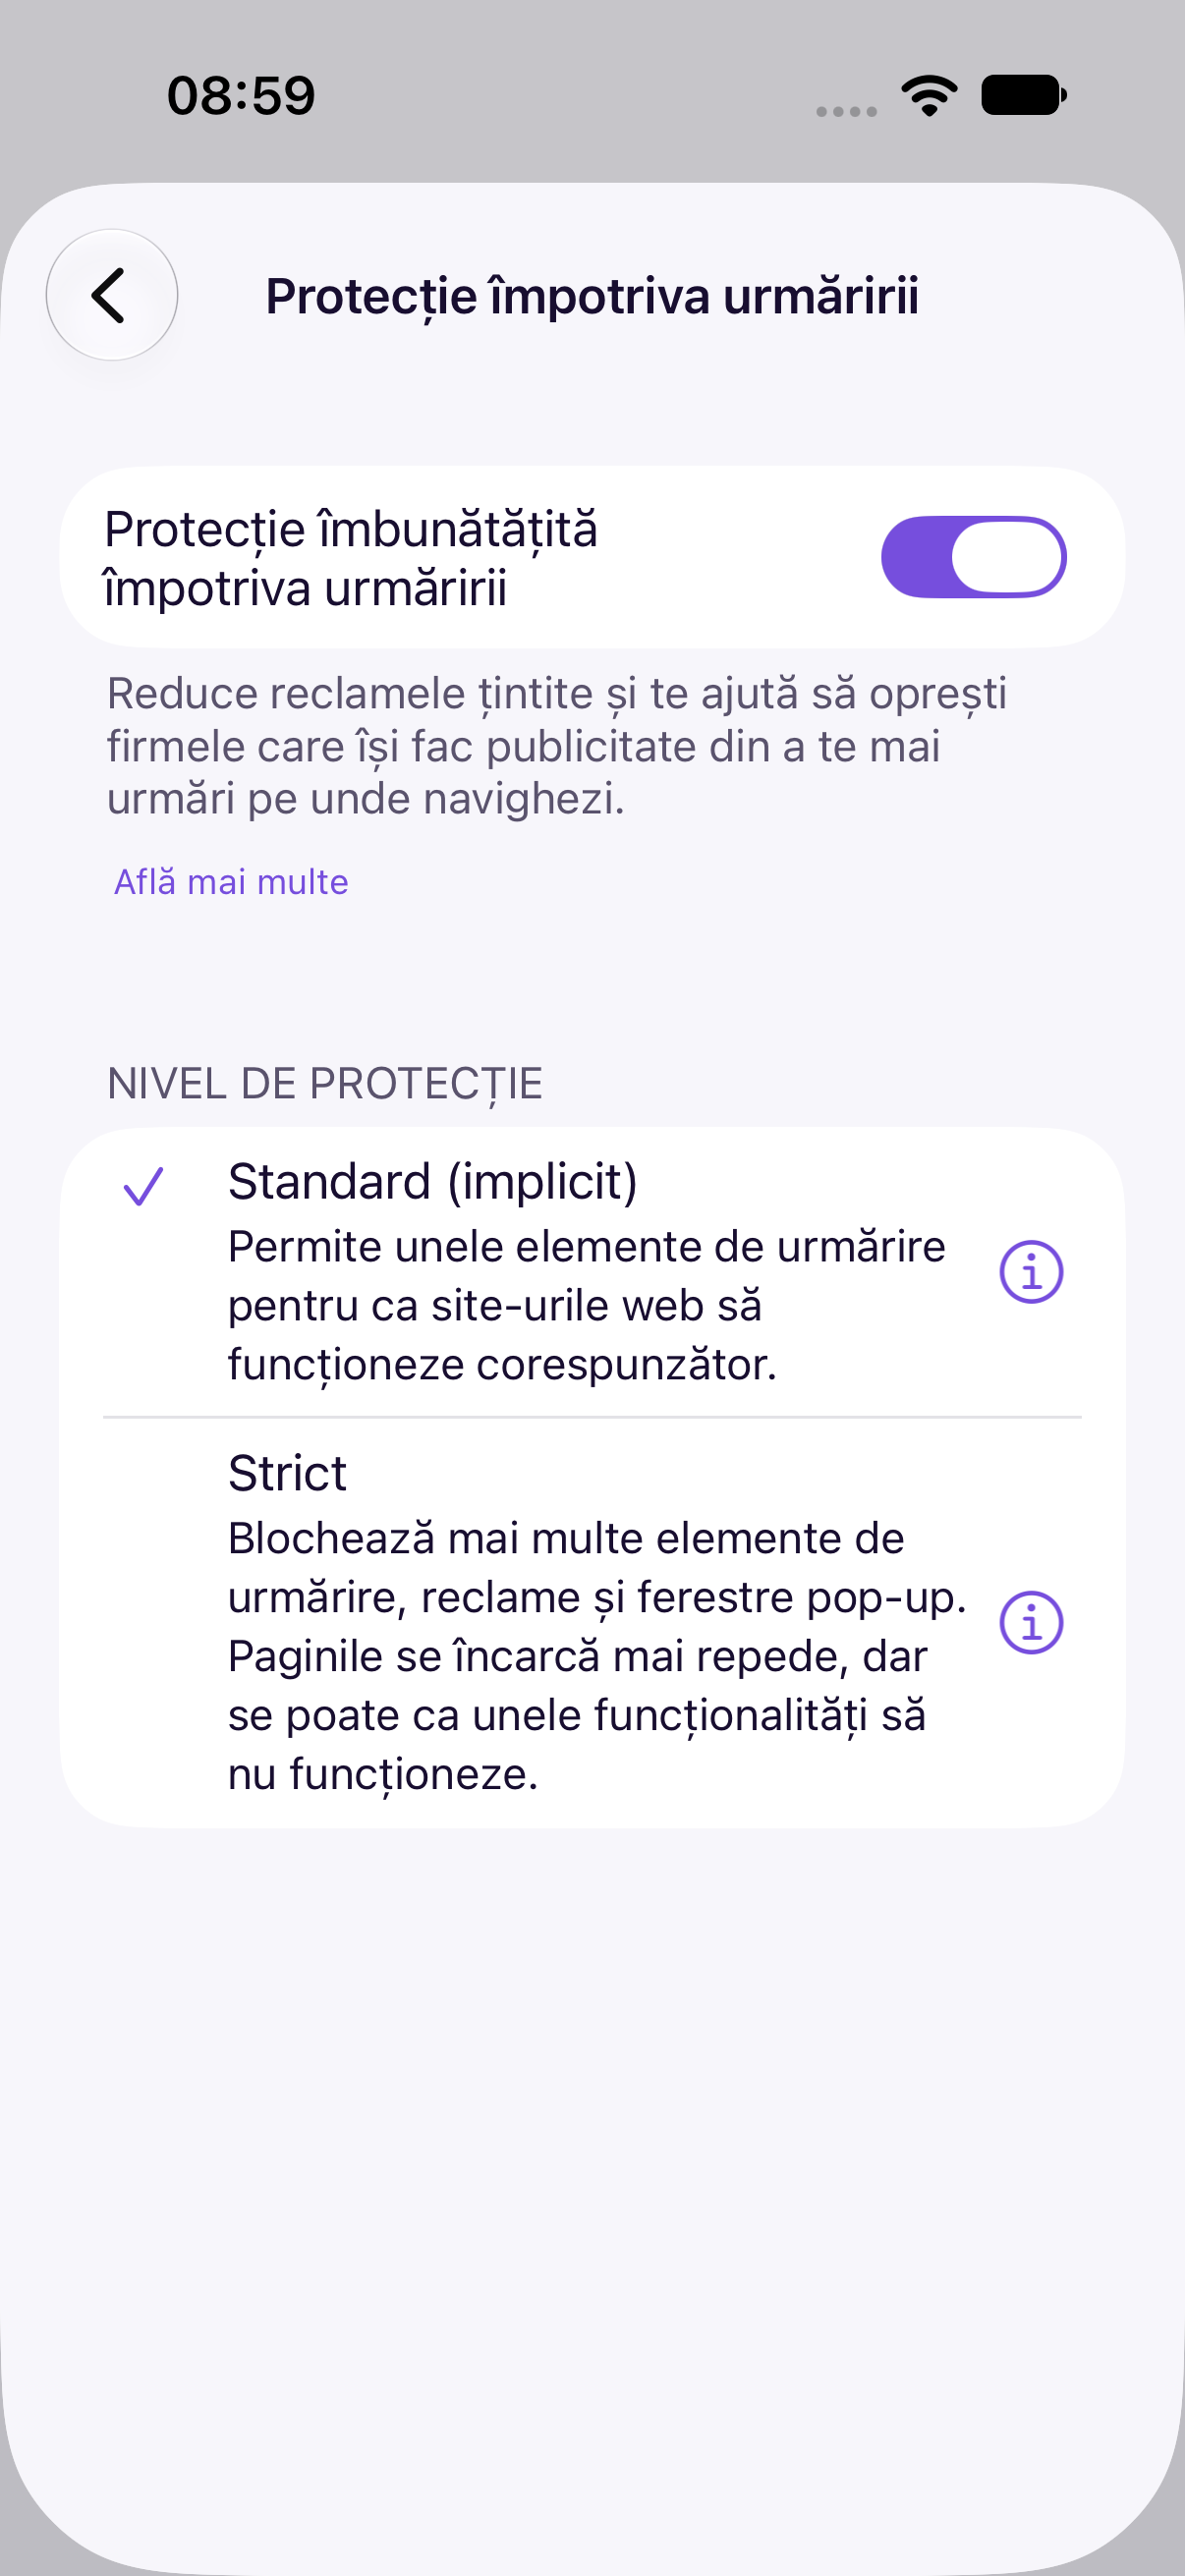 08:59
Protecție împotriva urmăririi
Protecție îmbunătățită
împotriva urmăririi
Reduce reclamele țintite și te ajută să oprești
firmele care își fac publicitate din a te mai
urmări pe unde navighezi.
Află mai multe
NIVEL DE PROTECȚIE
Standard (implicit)
Permite unele elemente de urmărire
pentru ca site-urile web să
funcționeze corespunzător.
Strict
Blochează mai multe elemente de
urmărire, reclame și ferestre pop-up.
Paginile se încarcă mai repede, dar
se poate ca unele funcționalități să
nu funcționeze.